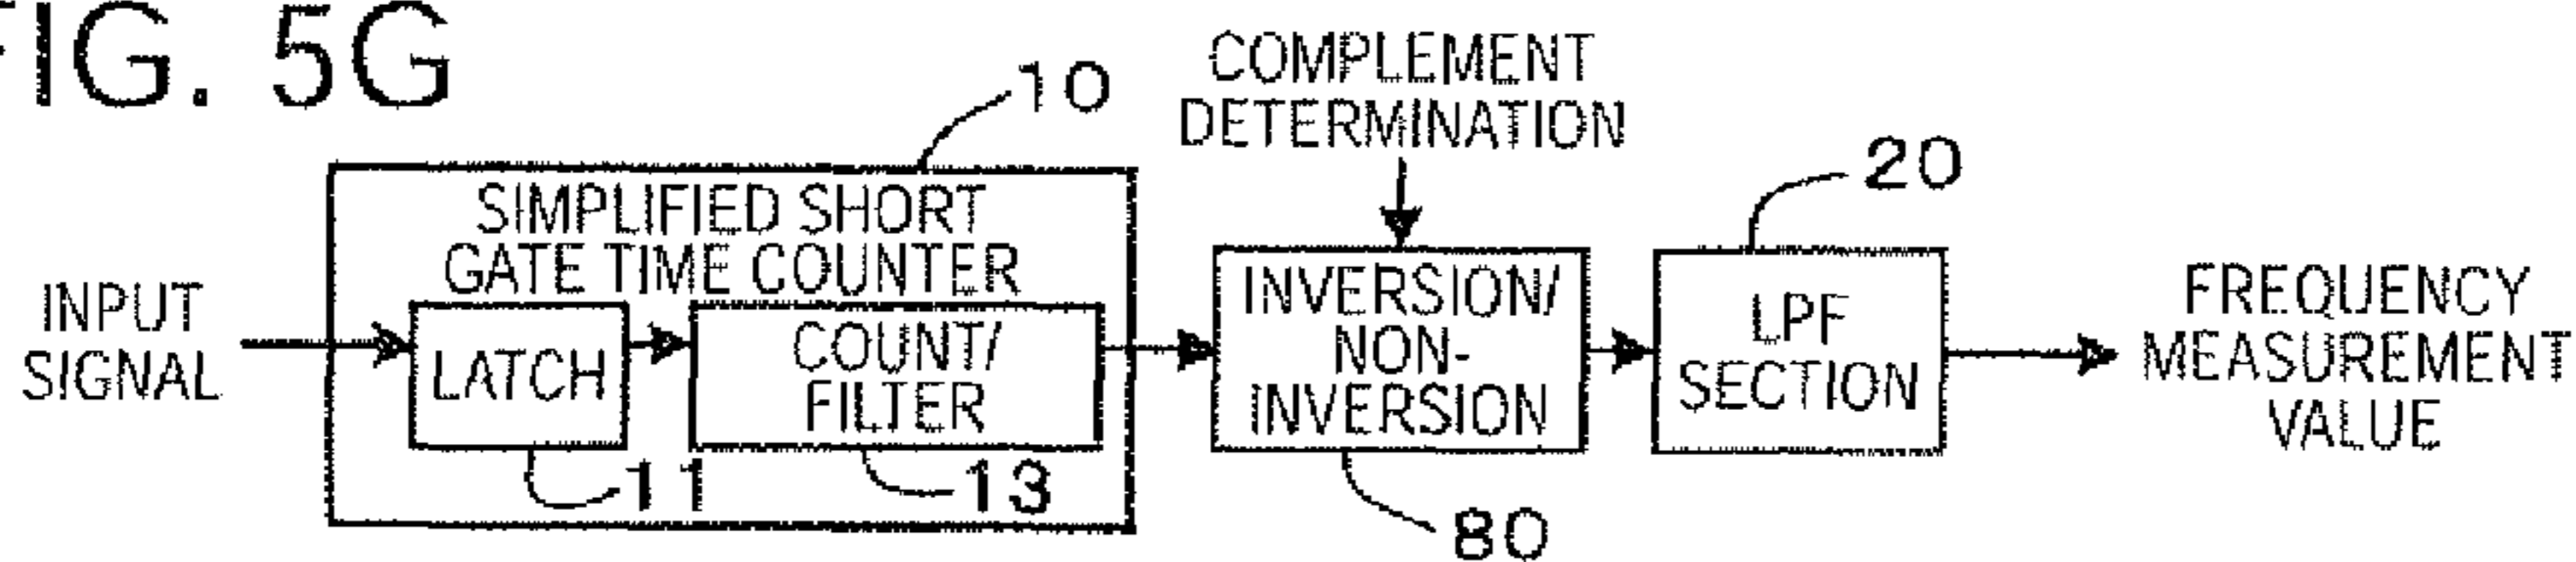 FIG. 5G
10
COMPLEMENT
DETERMINATION
20
SIMPLIFIED SHORT
GATE TIME COUNTER
INPUT
SIGNAL
LATCH
COUNT/
FILTER
INVERSION/
NON-
INVERSION
LPF
SECTION
FREQUENCY
MEASUREMENT
VALUE
11
13
80